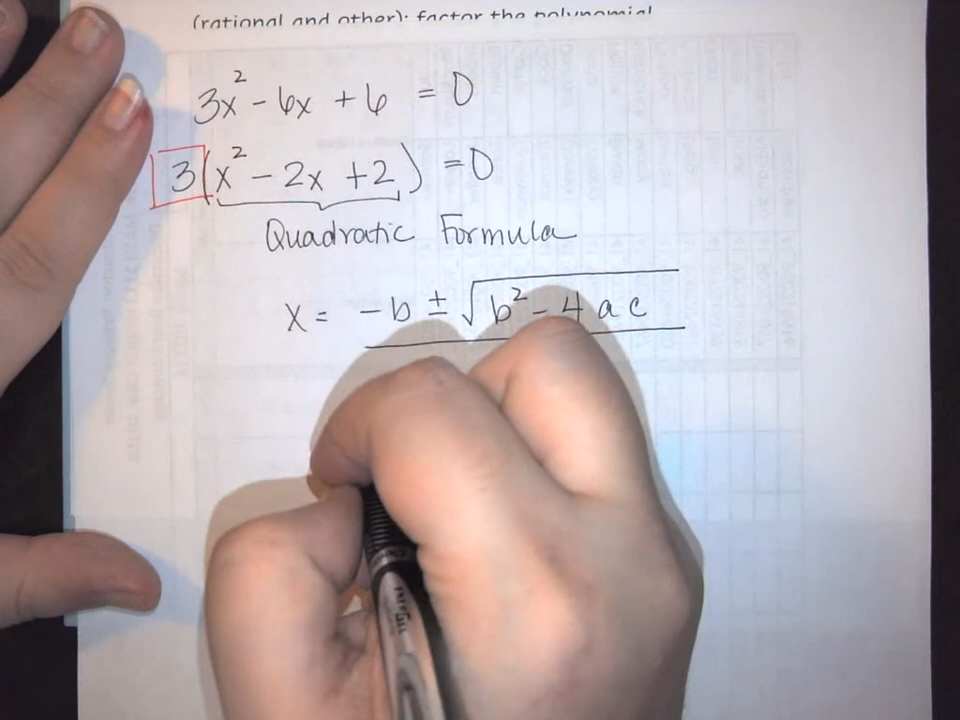 (rational and other): factor the polynomial
3x² - 6x + 6 = 0
3(x² - 2x + 2) = 0
Quadratic Formula
x = -b ± √b² - 4ac